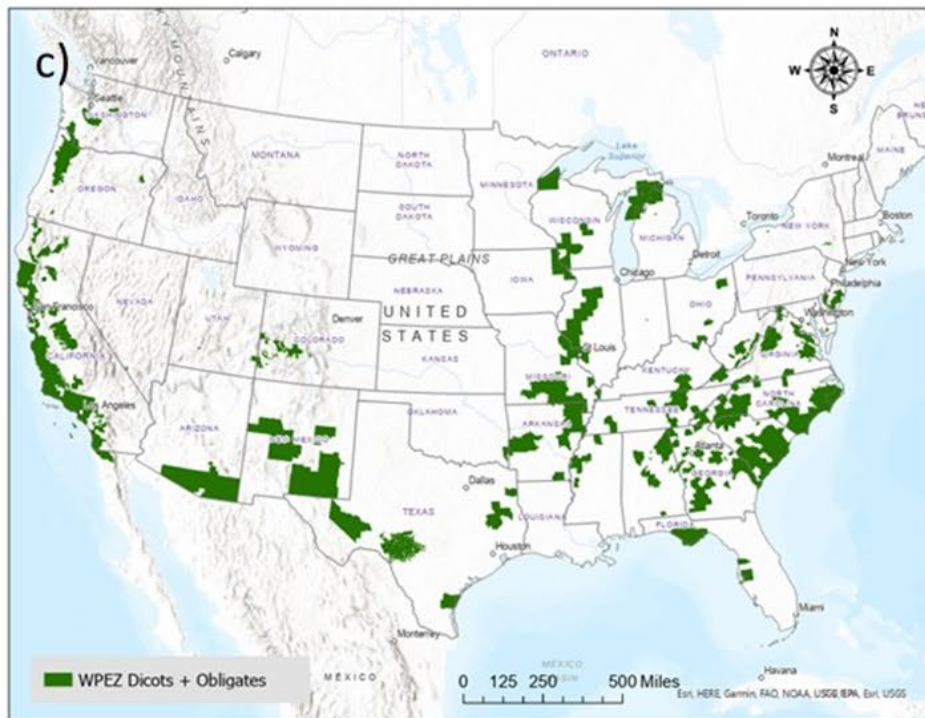 c)
N
W E
S
Calgary
ONTARIO
Vancouver
Seattle
WASHINGTON
MONTANA
NORTH
DAKOTA
MINNESOTA
Lake
Superior
Montreal
MAINE
OREGON
IDAHO
SOUTH
DAKOTA
WISCONSIN
Toronto
Boston
WYOMING
MICHIGAN
NEW YORK
GREAT PLAINS
Detroit
IOWA
Chicago
New York
NEVADA
NEBRASKA
PENNSYLVANIA
San Francisco
UTAH
Denver
UNITED
OHIO
Philadelphia
COLORADO
STATES
Washington
CALIFORNIA
KANSAS
St Louis
VIRGINIA
MISSOURI
KENTUCKY
Los Angeles
NORTH
CAROLINA
ARIZONA
NEW MEXICO
OKLAHOMA
TENNESSEE
ARKANSAS
Atlanta
Dallas
GEORGIA
TEXAS
LOUISIANA
Houston
FLORIDA
Miami
Monterrey
MÉXICO
Havana
WPEZ Dicots + Obligates
0 125 250 500 Miles
Esri, HERE, Garmin, FAO, NOAA, USGS, EPA, Esri, USGS